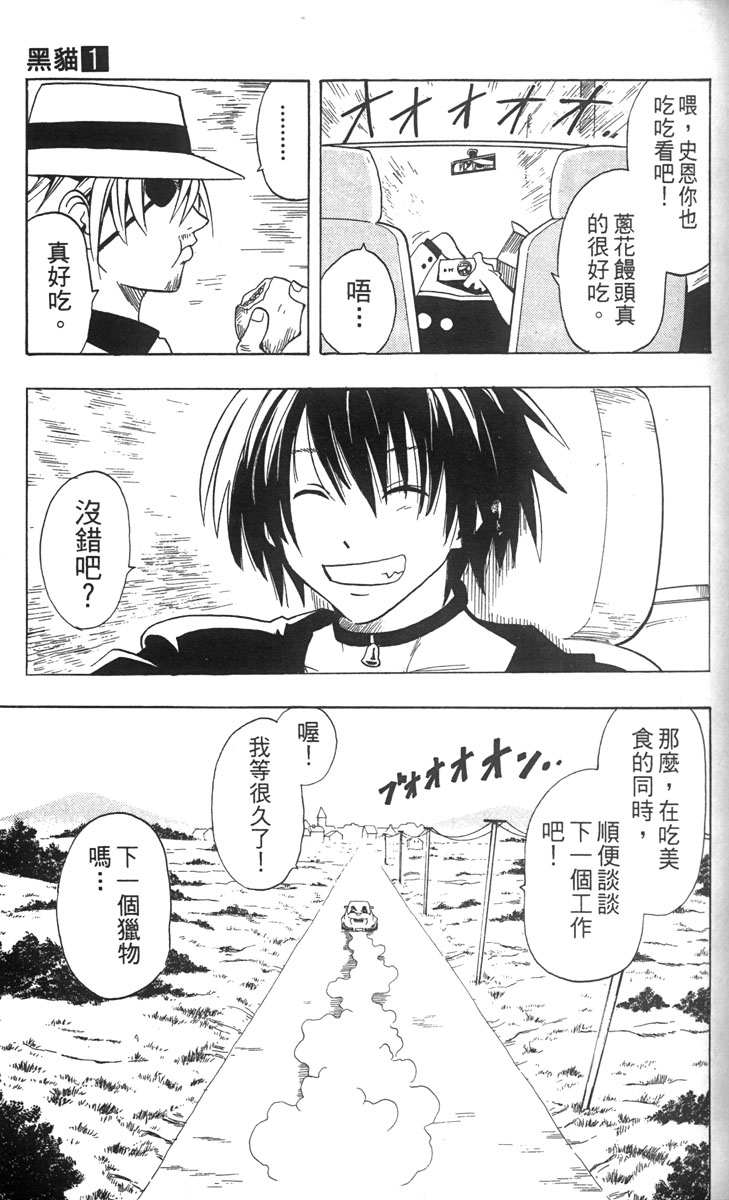 黑貓1
喂，史恩你也
吃吃看吧！
蔥花饅頭真
的很好吃。
オオオオオ..
唔…
………
真好吃。
沒錯吧？
那麼，在吃美
食的同時，
順便談談
下一個工作
吧！
ブオオオオン..
喔！
我等很久了！
下一個獵物
嗎…